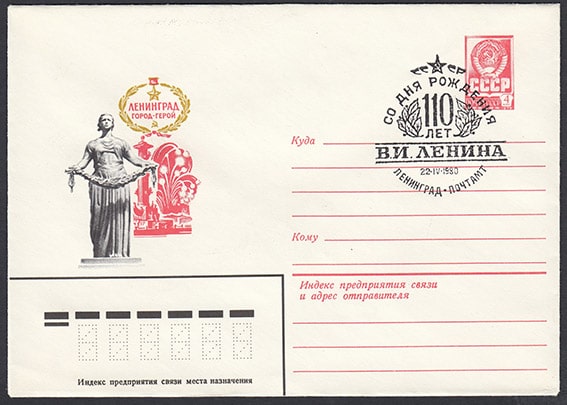 ЛЕНИНГРАД
ГОРОД-ГЕРОЙ
СССР
СО ДНЯ РОЖДЕНИЯ
110
ЛЕТ
В.И. ЛЕНИНА
22-IV-1980
ЛЕНИНГРАД-ПОЧТАМТ
СССР
4
Куда
Кому
Индекс предприятия связи
и адрес отправителя
Индекс предприятия связи места назначения